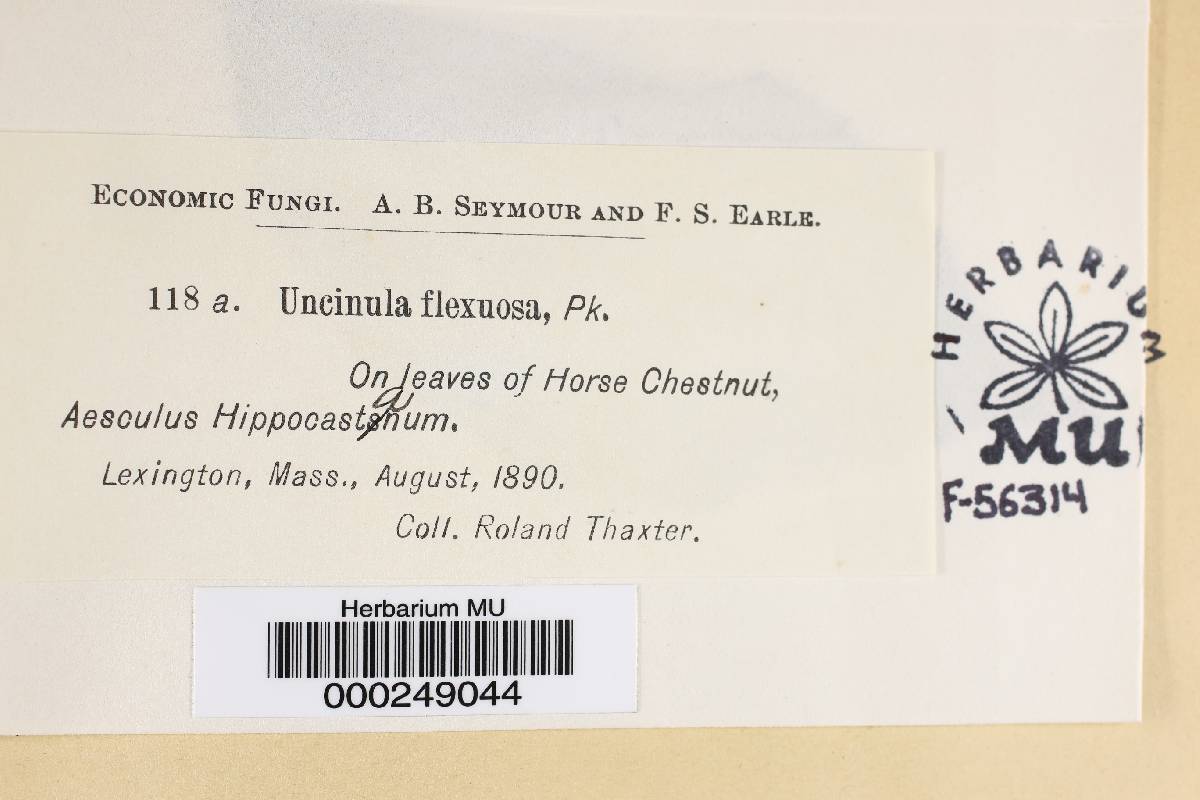 ECONOMIC FUNGI. A. B. SEYMOUR AND F. S. EARLE.
118 a. Uncinula flexuosa, Pk.
On leaves of Horse Chestnut,
Aesculus Hippocastanum.
Lexington, Mass., August, 1890.
Coll. Roland Thaxter.
HERBARIUM
MU
F-56314
Herbarium MU
000249044